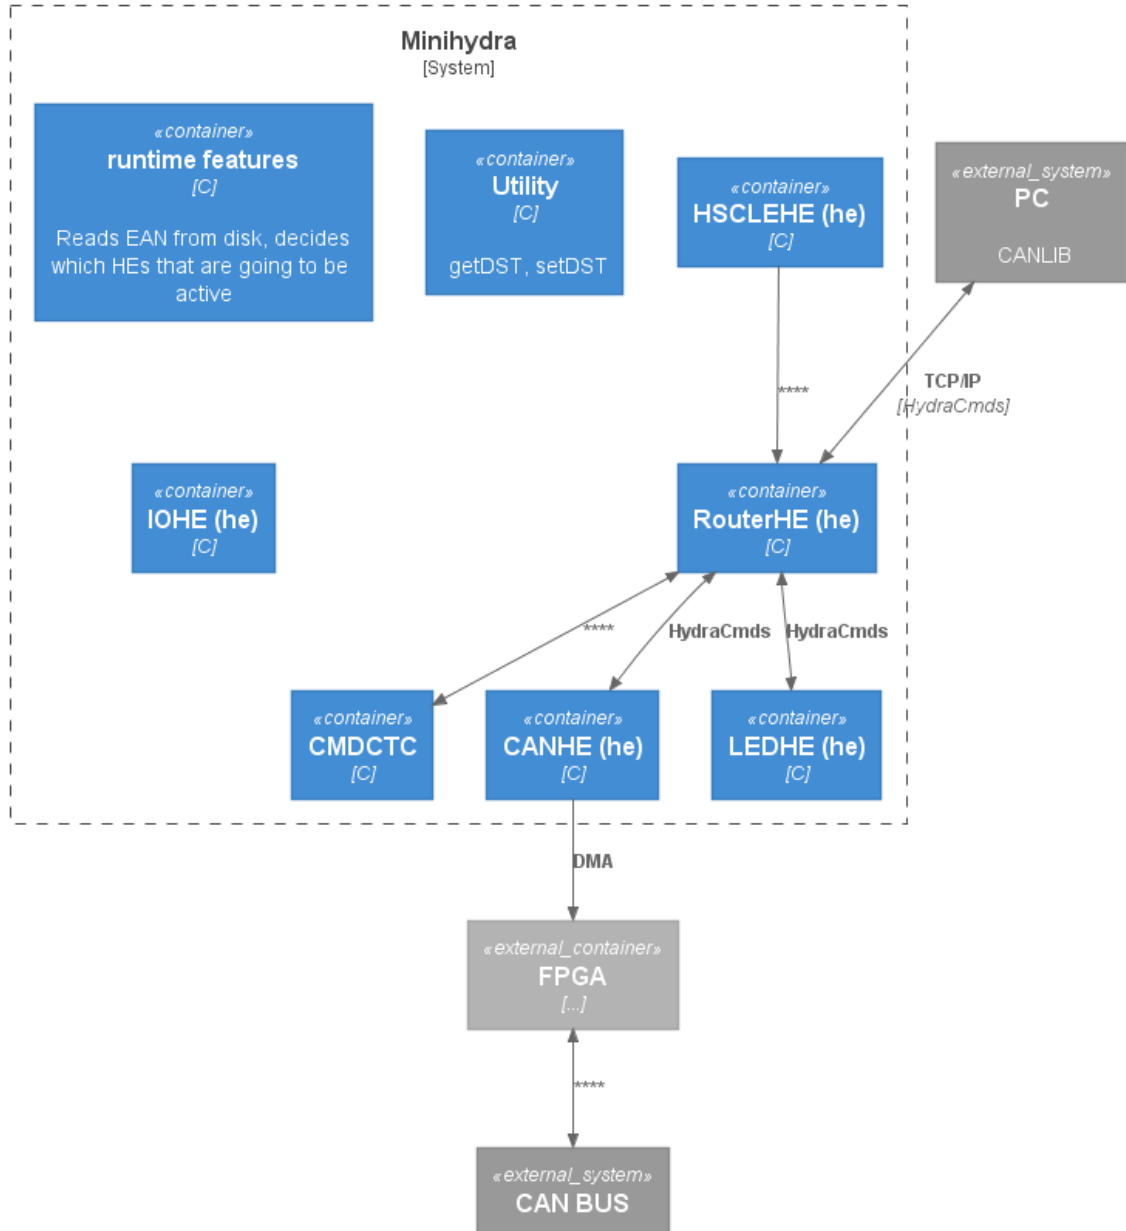 Minihydra
[System]
«container»
runtime features
[C]
Reads EAN from disk, decides
which HEs that are going to be
active
«container»
Utility
[C]
getDST, setDST
«container»
HSCLEHE (he)
[C]
«external_system»
PC
CANLIB
****
TCP/IP
[HydraCmds]
«container»
IOHE (he)
[C]
«container»
RouterHE (he)
[C]
****
HydraCmds
HydraCmds
«container»
CMDCTC
[C]
«container»
CANHE (he)
[C]
«container»
LEDHE (he)
[C]
DMA
«external_container»
FPGA
[...]
****
«external_system»
CAN BUS